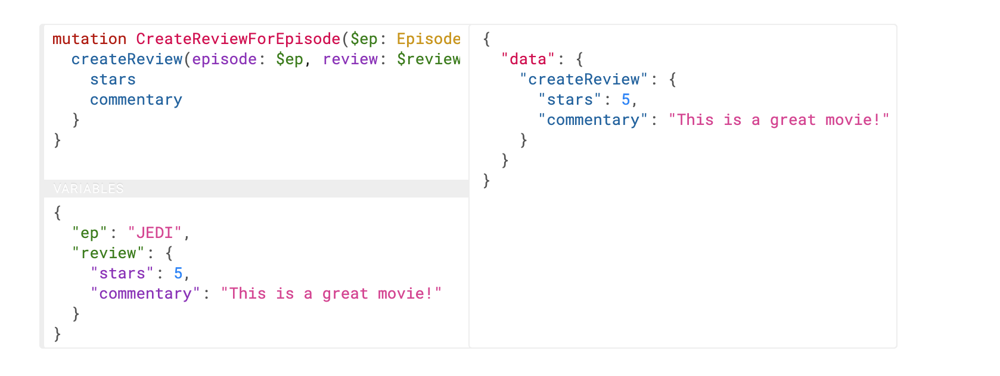 mutation CreateReviewForEpisode($ep: Episode
createReview(episode: $ep, review: $review
stars
commentary
}
}
VARIABLES
{
"ep": "JEDI",
"review": {
"stars": 5,
"commentary": "This is a great movie!"
}
}
{
"data": {
"createReview": {
"stars": 5,
"commentary": "This is a great movie!"
}
}
}